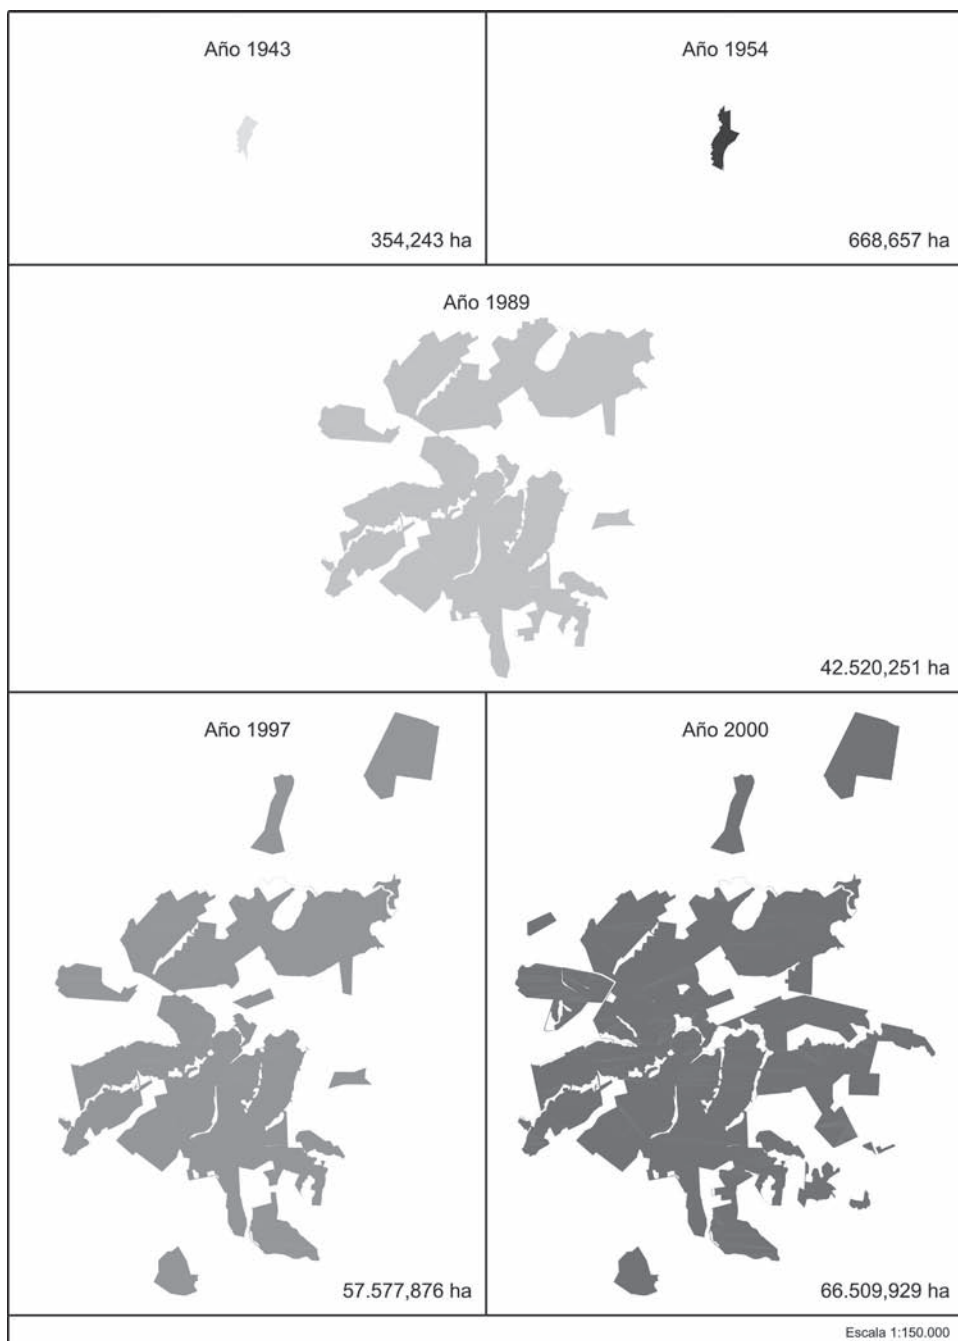 Año 1943
354,243 ha
Año 1954
668,657 ha
Año 1989
42.520,251 ha
Año 1997
57.577,876 ha
Año 2000
66.509,929 ha
Escala 1:150.000